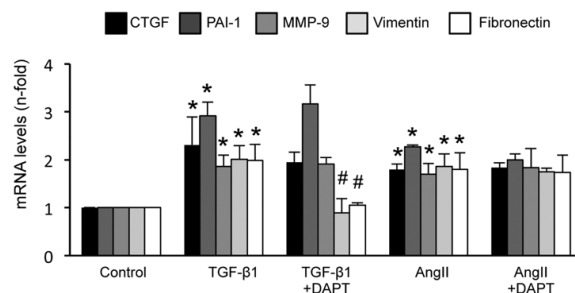 CTGF PAI-1 MMP-9 Vimentin Fibronectin
mRNA levels (n-fold)
4
3
2
1
0
* * * * *
# #
* * * * *
Control TGF-β1 TGF-β1 AngII AngII
+DAPT +DAPT